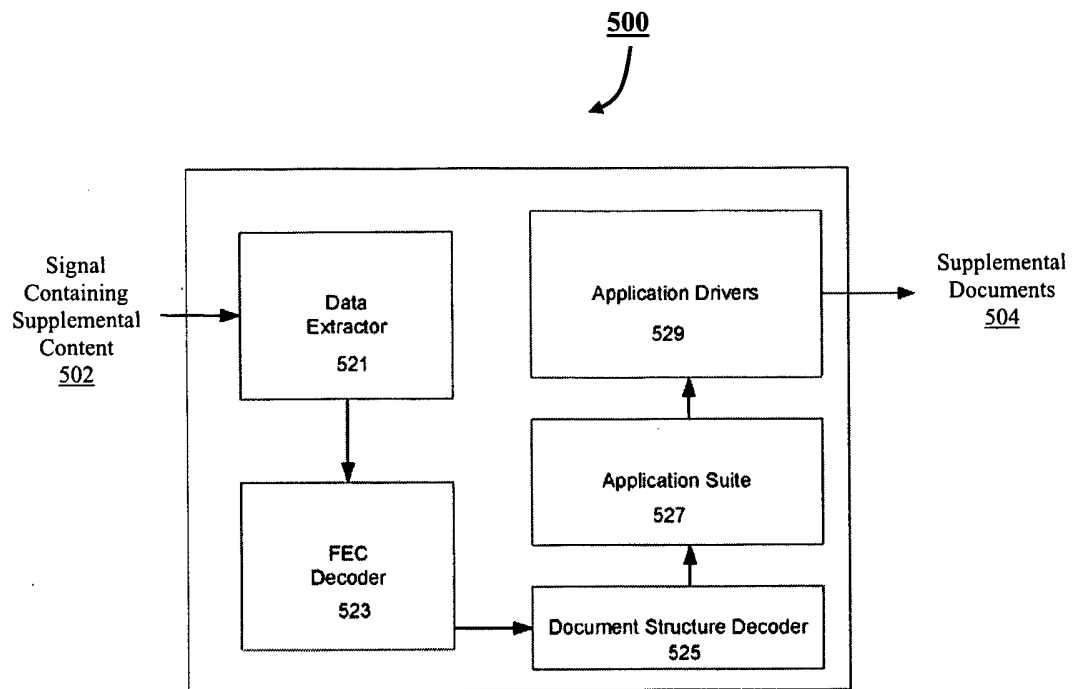 500
Signal
Containing
Supplemental
Content
502
Data
Extractor
521
FEC
Decoder
523
Document Structure Decoder
525
Application Suite
527
Application Drivers
529
Supplemental
Documents
504